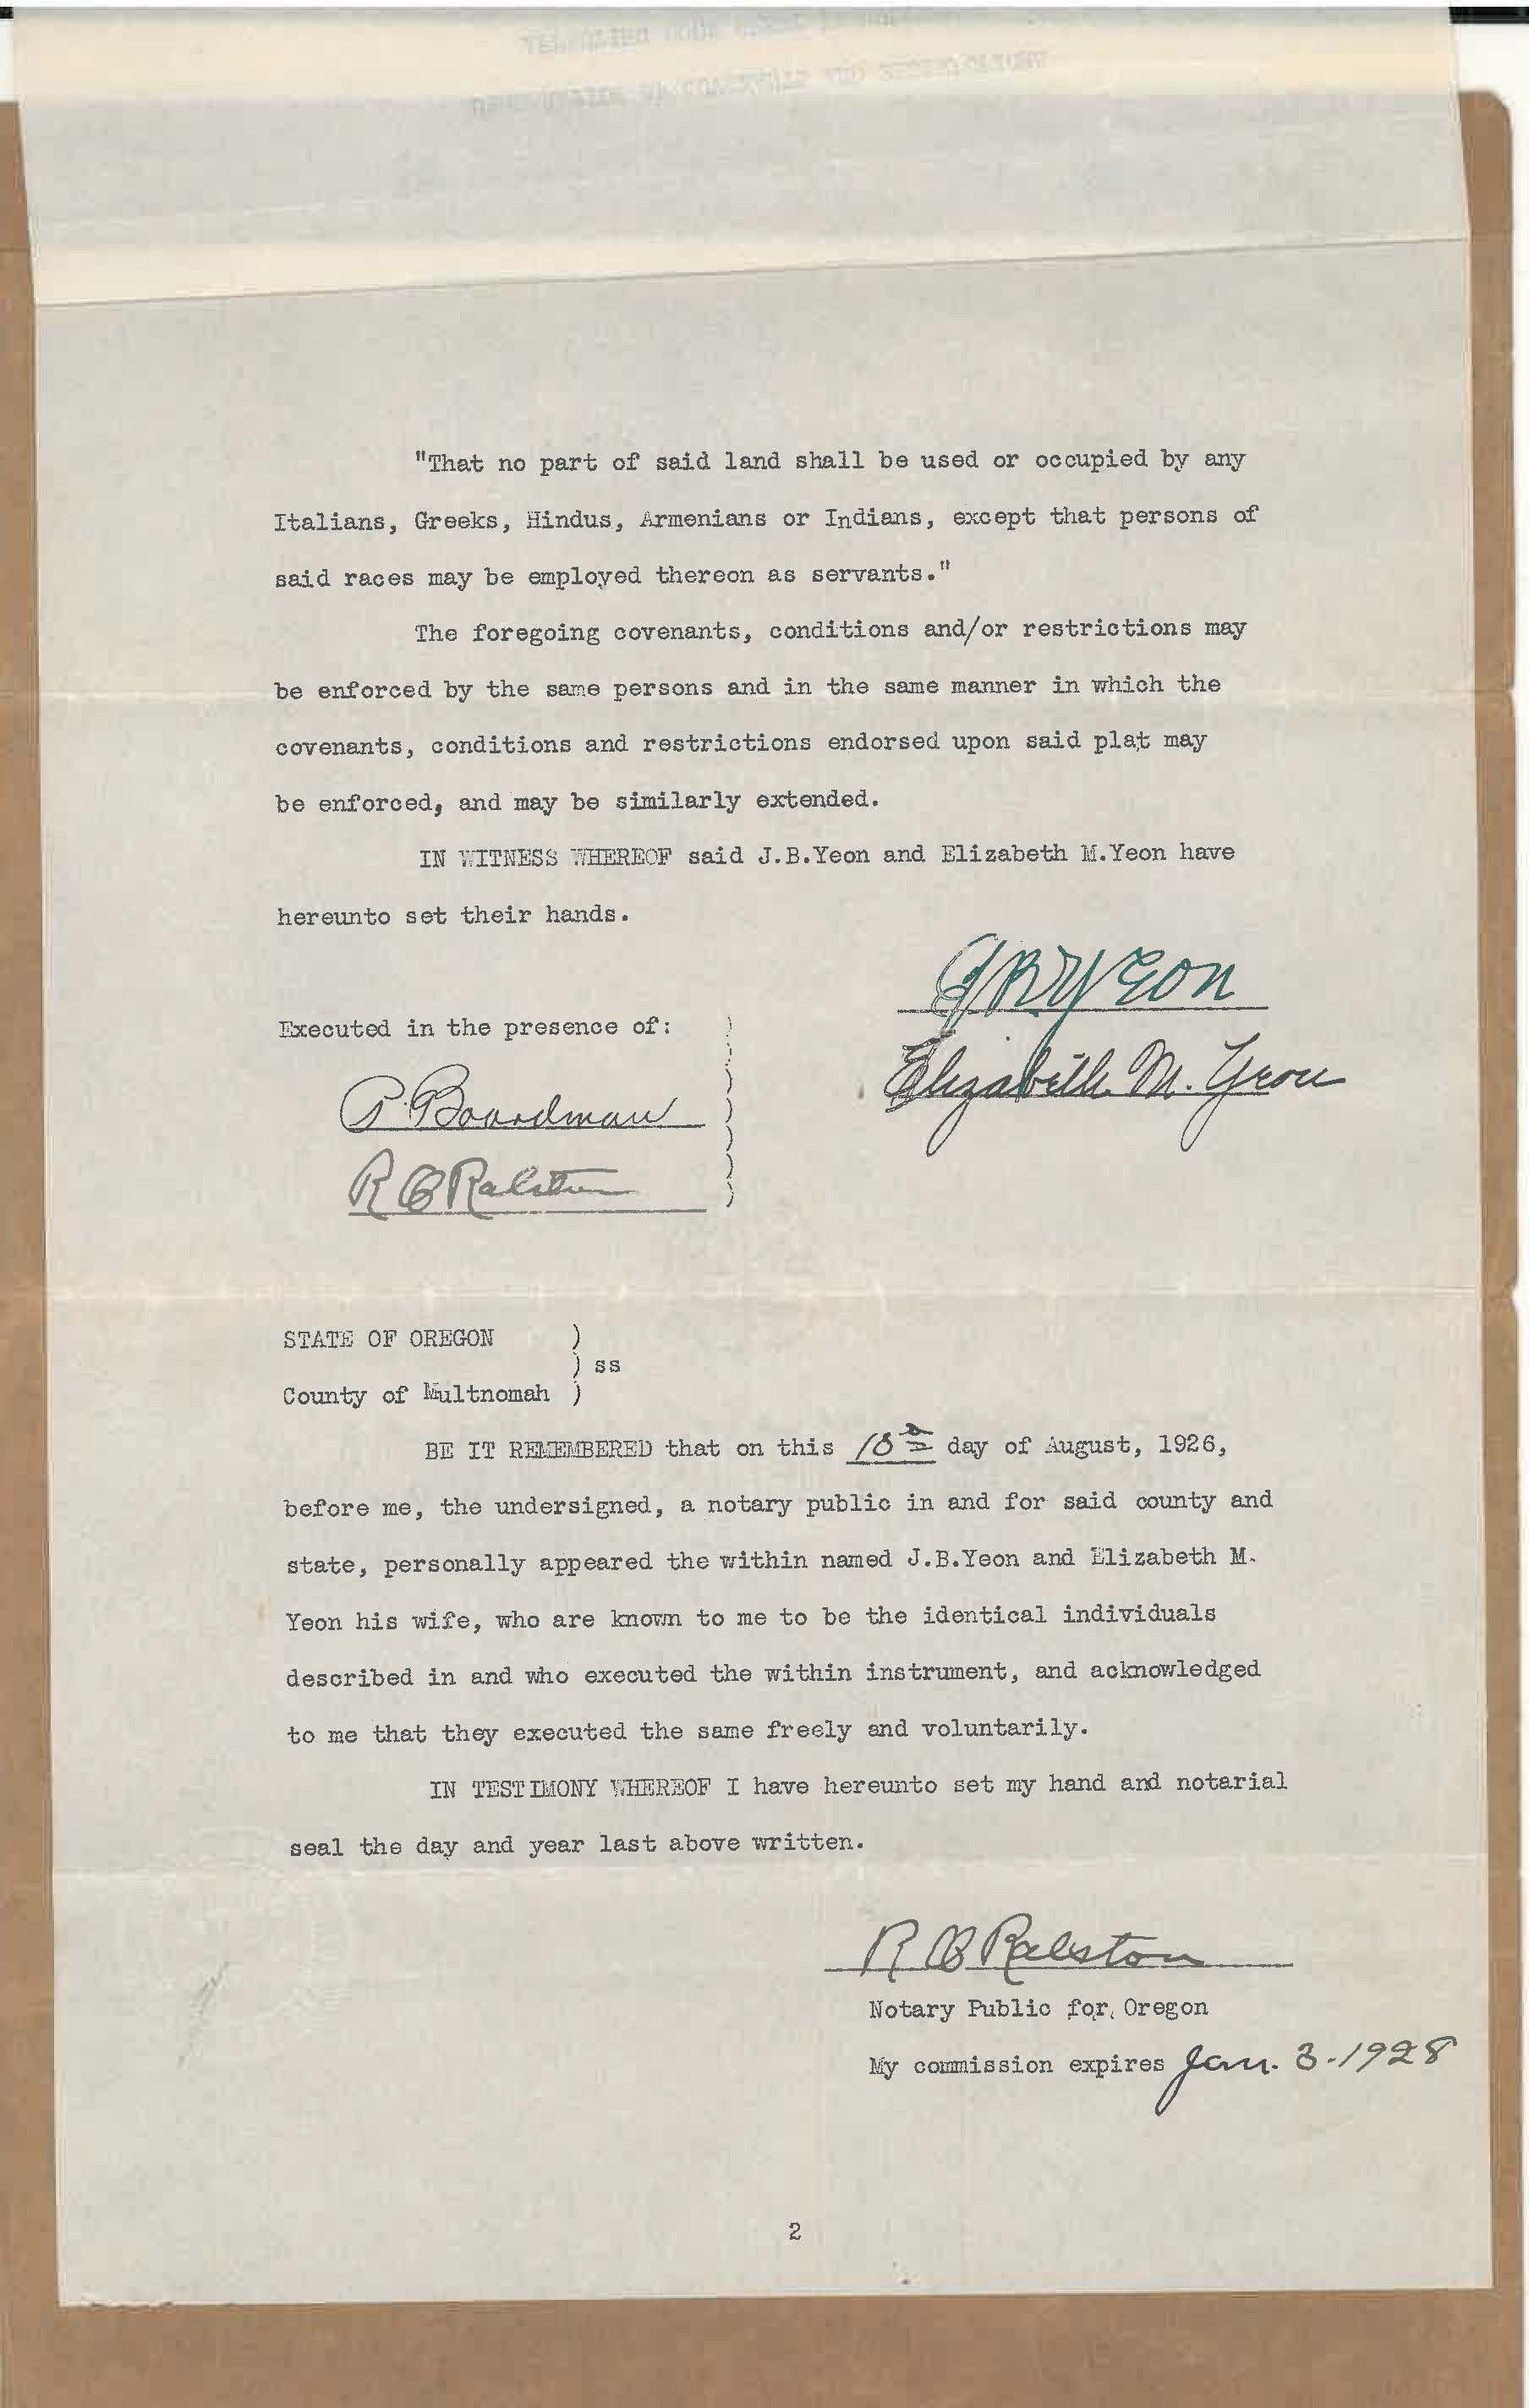 "That no part of said land shall be used or occupied by any
Italians, Greeks, Hindus, Armenians or Indians, except that persons of
said races may be employed thereon as servants."
The foregoing covenants, conditions and/or restrictions may
be enforced by the same persons and in the same manner in which the
covenants, conditions and restrictions endorsed upon said plat may
be enforced, and may be similarly extended.
IN WITNESS WHEREOF said J.B.Yeon and Elizabeth M.Yeon have
hereunto set their hands.
JBYeon
Executed in the presence of:
Elizabeth M. Yeon
P. Boardman
R B Ralston
STATE OF OREGON )
) ss
County of Multnomah )
BE IT REMEMBERED that on this day of August, 1926,
before me, the undersigned, a notary public in and for said county and
state, personally appeared the within named J.B.Yeon and Elizabeth M.
Yeon his wife, who are known to me to be the identical individuals
described in and who executed the within instrument, and acknowledged
to me that they executed the same freely and voluntarily.
IN TESTIMONY WHEREOF I have hereunto set my hand and notarial
seal the day and year last above written.
R B Ralston
Notary Public for Oregon
My commission expires Jan. 3-1928
2